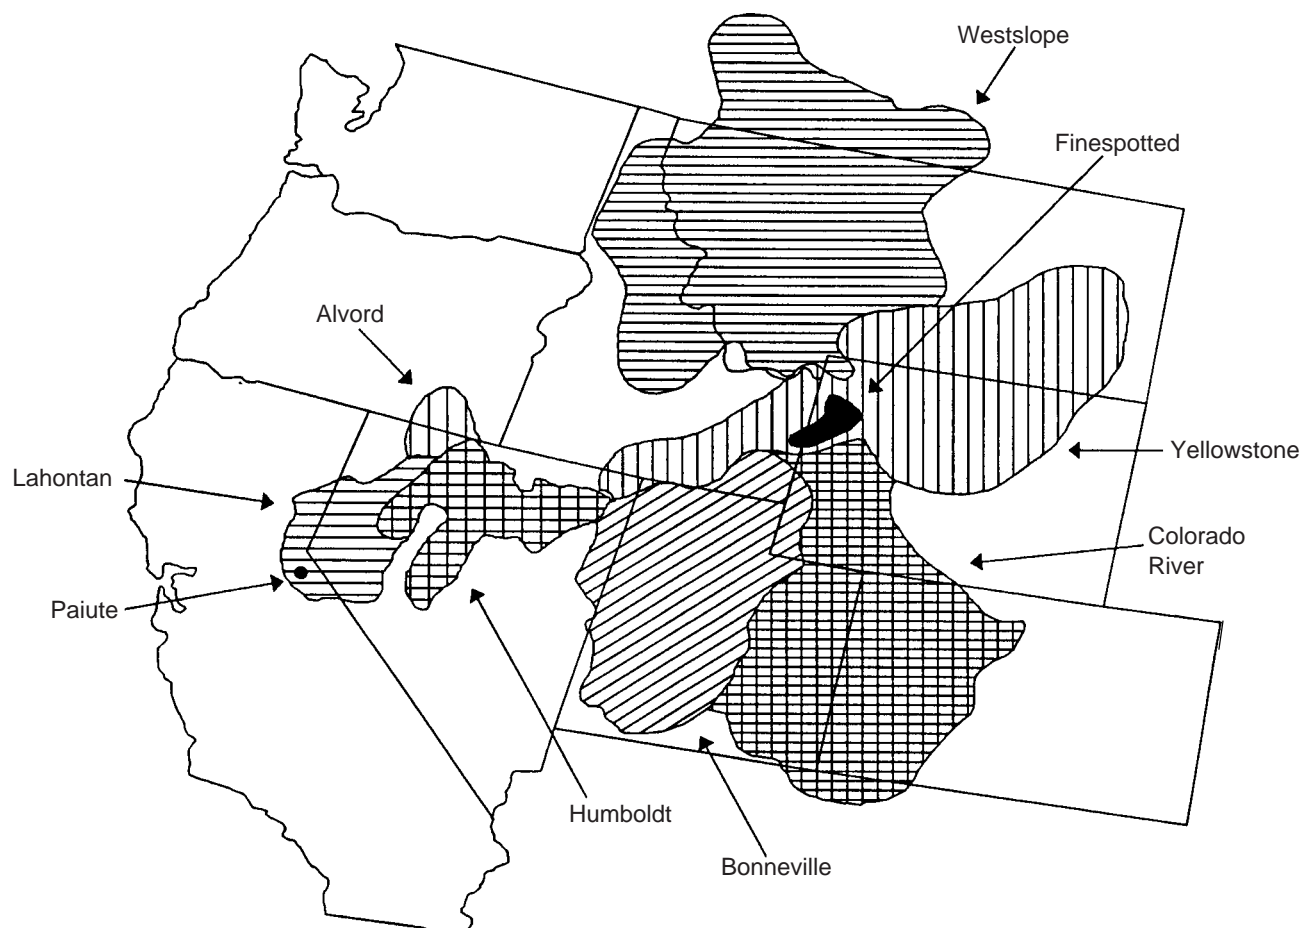 Westslope
Finespotted
Alvord
Yellowstone
Lahontan
Colorado
River
Paiute
Humboldt
Bonneville